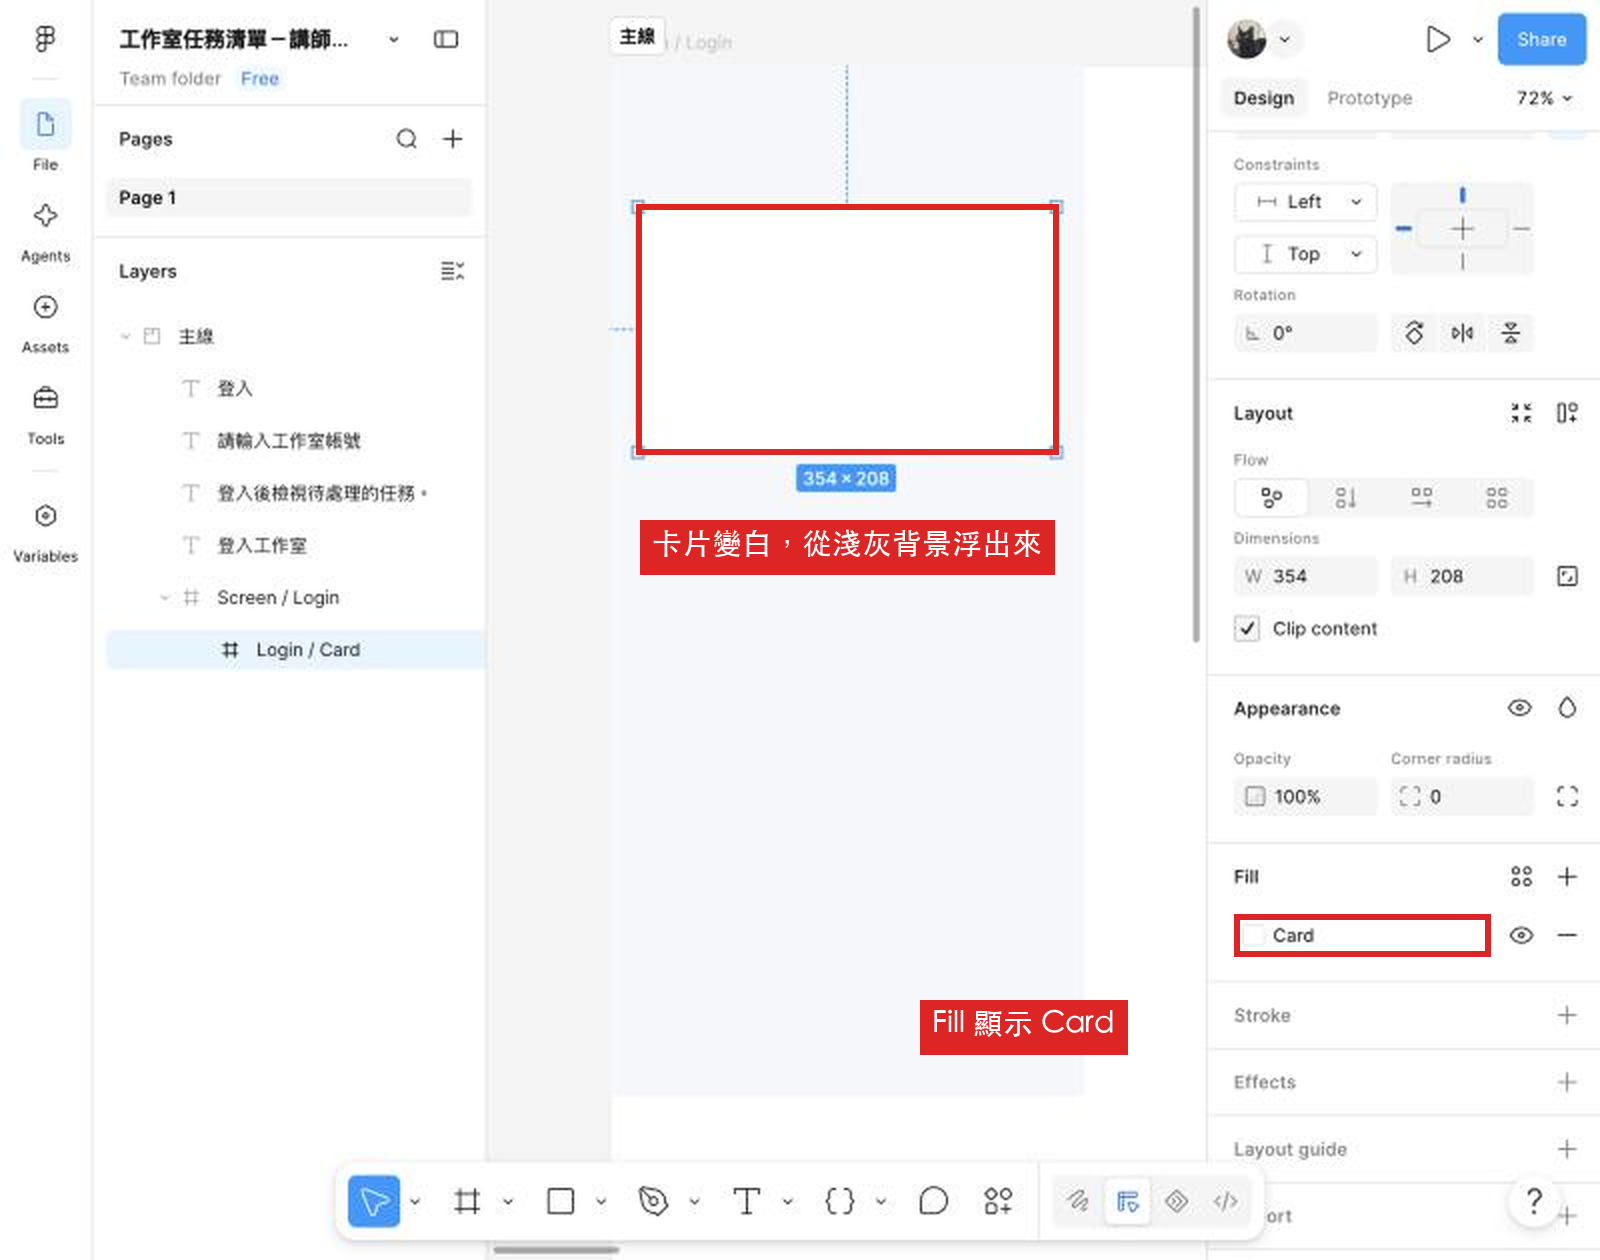 工作室任務清單－講師...
Team folder
Free
File
Agents
Assets
Tools
Variables
Pages
Page 1
Layers
主線
登入
請輸入工作室帳號
登入後檢視待處理的任務。
登入工作室
Screen / Login
Login / Card
主線
/ Login
354 × 208
卡片變白，從淺灰背景浮出來
Fill 顯示 Card
Share
Design
Prototype
72%
Constraints
Left
Top
Rotation
0°
Layout
Flow
Dimensions
W 354
H 208
Clip content
Appearance
Opacity
Corner radius
100%
0
Fill
Card
Stroke
Effects
Layout guide
ort
?